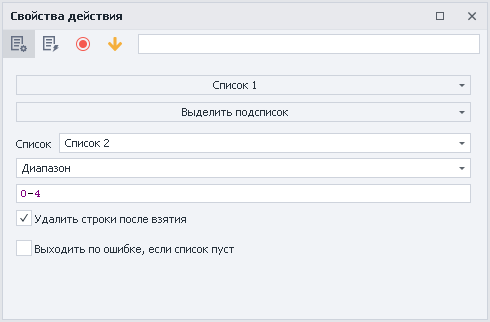 Свойства действия
Список 1
Выделить подсписок
Список Список 2
Диапазон
0-4
Удалить строки после взятия
Выходить по ошибке, если список пуст